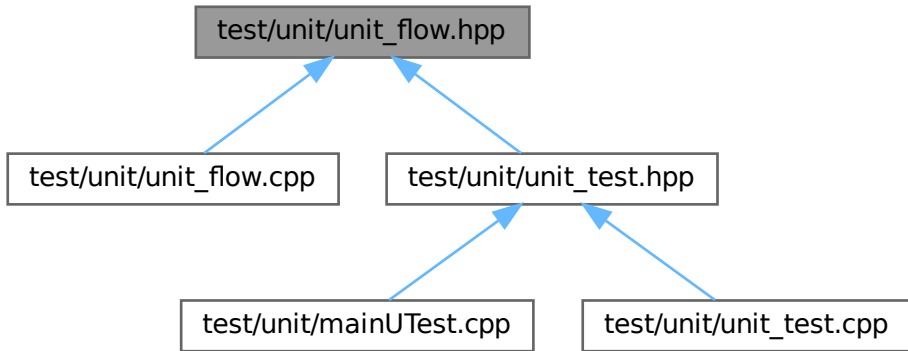 test/unit/unit_flow.hpp
test/unit/unit_flow.cpp
test/unit/unit_test.hpp
test/unit/mainUTest.cpp
test/unit/unit_test.cpp